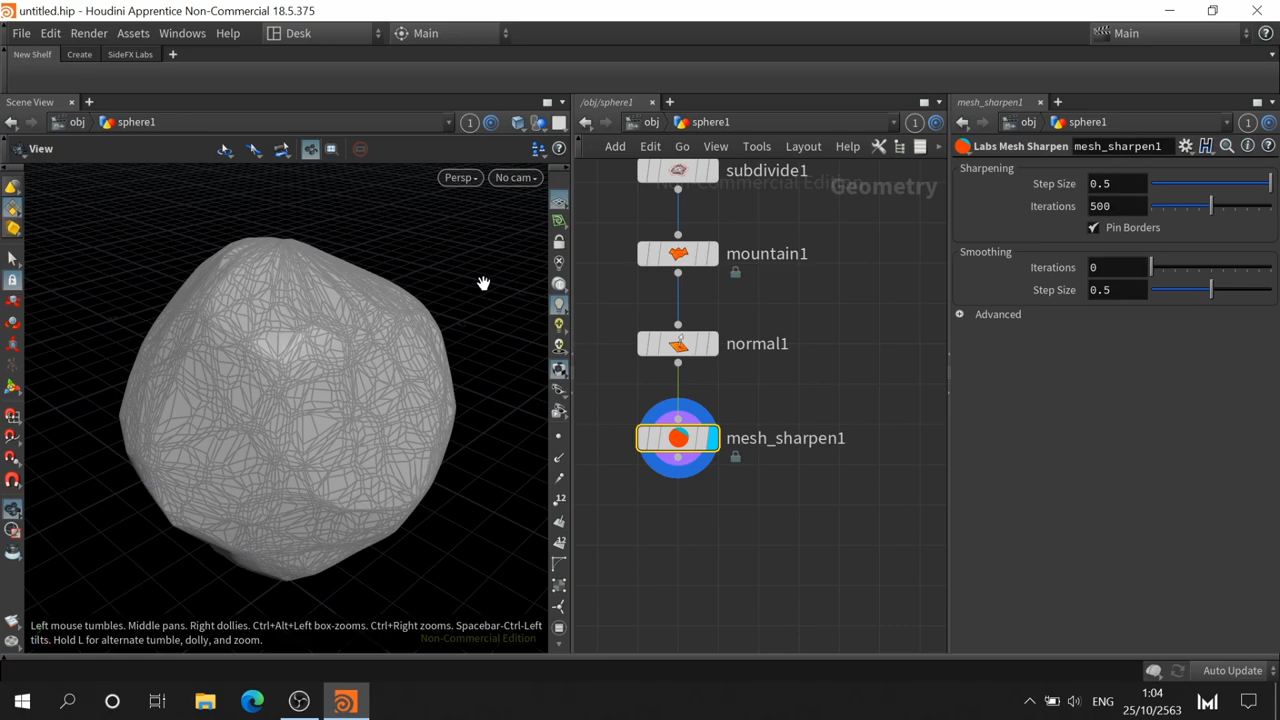 untitled.hip - Houdini Apprentice Non-Commercial 18.5.375
File Edit Render Assets Windows Help Desk Main Main
New Shelf Create SideFX Labs
Scene View /obj/sphere1 mesh_sharpen1
obj sphere1 1 obj sphere1 1 obj sphere1 1
View Add Edit Go View Tools Layout Help Labs Mesh Sharpen mesh_sharpen1
Persp No cam
subdivide1
Non-Commercial Edition
Geometry
mountain1
normal1
mesh_sharpen1
Sharpening
Step Size 0.5
Iterations 500
Pin Borders
Smoothing
Iterations 0
Step Size 0.5
Advanced
12
12
Left mouse tumbles. Middle pans. Right dollies. Ctrl+Alt+Left box-zooms. Ctrl+Right zooms. Spacebar-Ctrl-Left
tilts. Hold L for alternate tumble, dolly, and zoom.
Non-Commercial Edition
Auto Update
ENG
1:04
25/10/2563